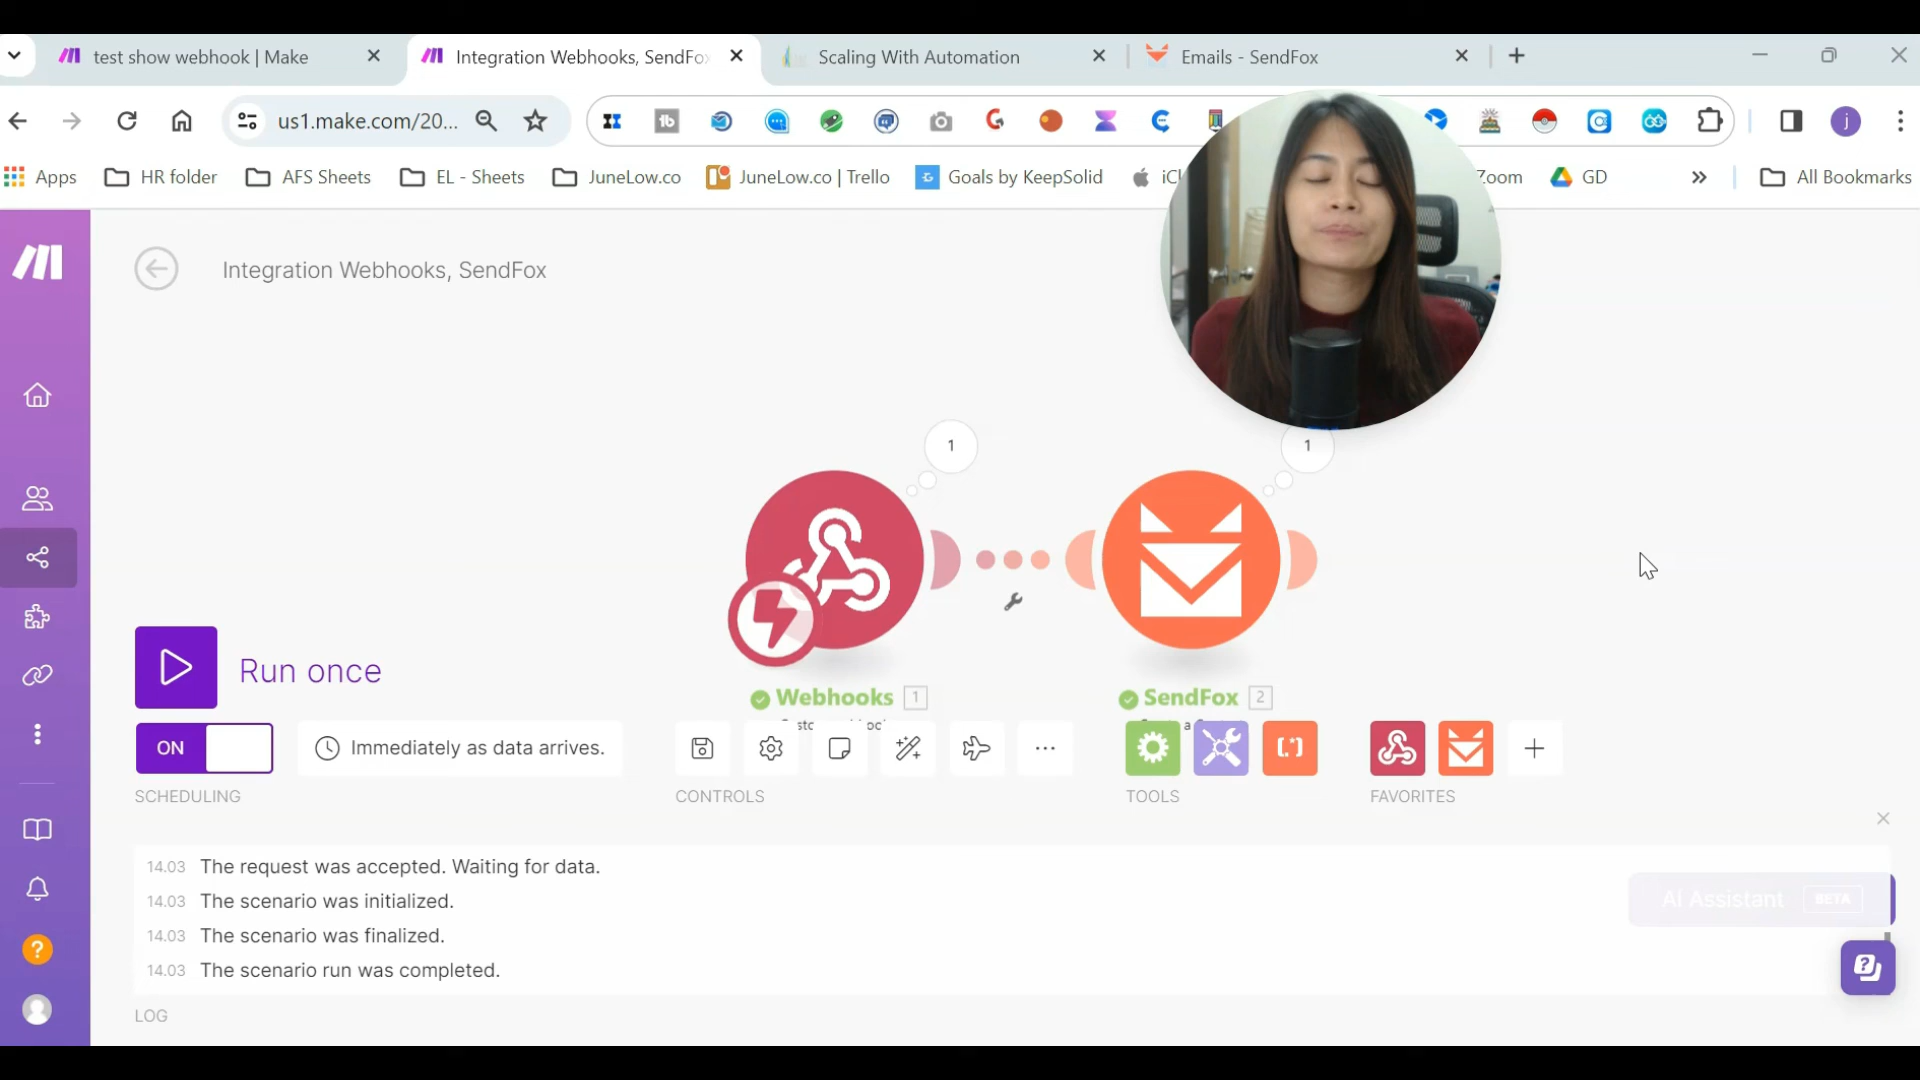 test show webhook | Make
Integration Webhooks, SendFo
Scaling With Automation
Emails - SendFox
us1.make.com/20...
Apps
HR folder
AFS Sheets
EL - Sheets
JuneLow.co
JuneLow.co | Trello
Goals by KeepSolid
Zoom
GD
All Bookmarks
j
Integration Webhooks, SendFox
1
1
Run once
Webhooks 1
SendFox 2
ON
Immediately as data arrives.
SCHEDULING
CONTROLS
TOOLS
FAVORITES
14.03 The request was accepted. Waiting for data.
14.03 The scenario was initialized.
14.03 The scenario was finalized.
14.03 The scenario run was completed.
AI Assistant BETA
LOG